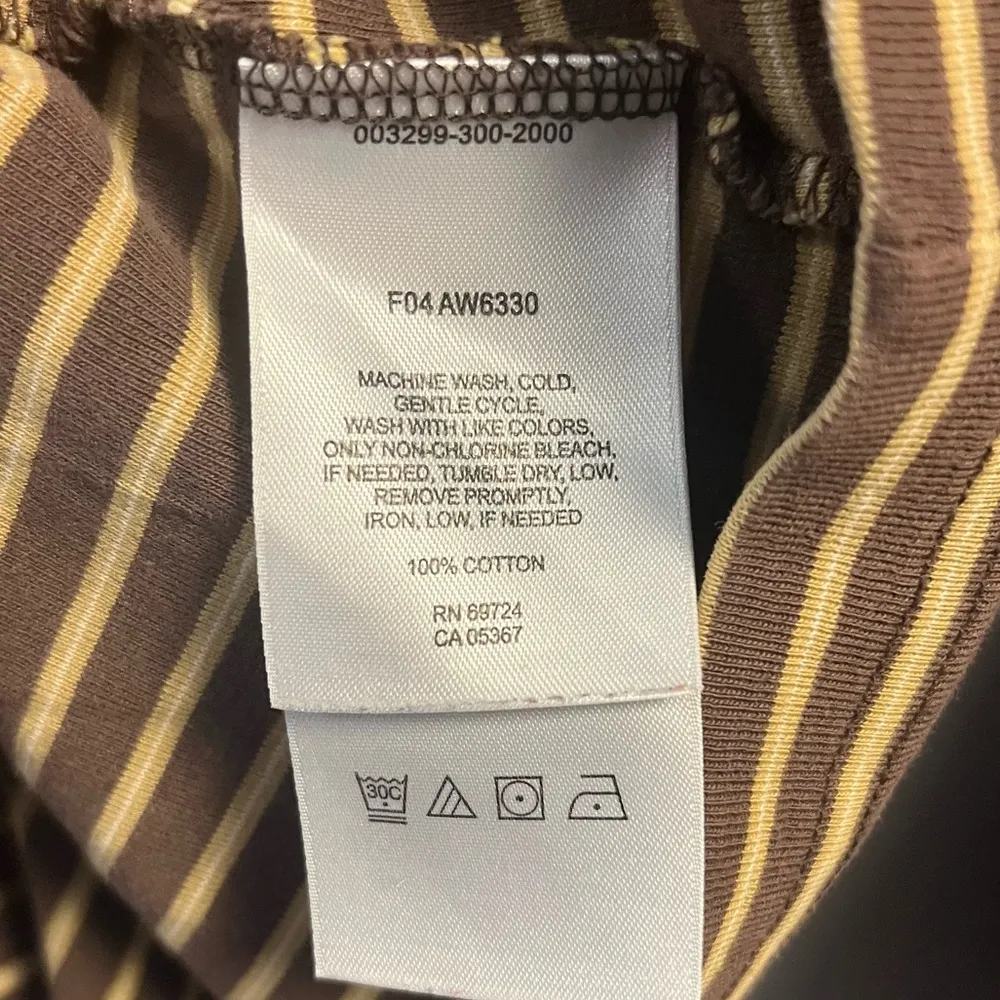 003299-300-2000
F04 AW6330
MACHINE WASH, COLD,
GENTLE CYCLE,
WASH WITH LIKE COLORS,
ONLY NON-CHLORINE BLEACH.
IF NEEDED, TUMBLE DRY, LOW,
REMOVE PROMPTLY,
IRON, LOW, IF NEEDED
100% COTTON
RN 69724
CA 05367
30C